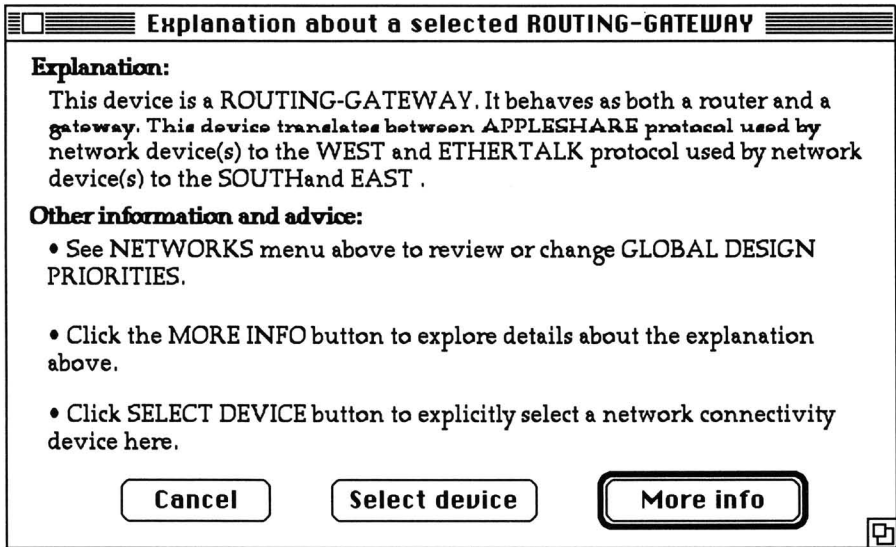 Explanation about a selected ROUTING-GATEWAY
Explanation:
This device is a ROUTING-GATEWAY. It behaves as both a router and a
gateway. This device translates between APPLESHARE protocol used by
network device(s) to the WEST and ETHERTALK protocol used by network
device(s) to the SOUTHand EAST .
Other information and advice:
• See NETWORKS menu above to review or change GLOBAL DESIGN
PRIORITIES.
• Click the MORE INFO button to explore details about the explanation
above.
• Click SELECT DEVICE button to explicitly select a network connectivity
device here.
Cancel Select device More info